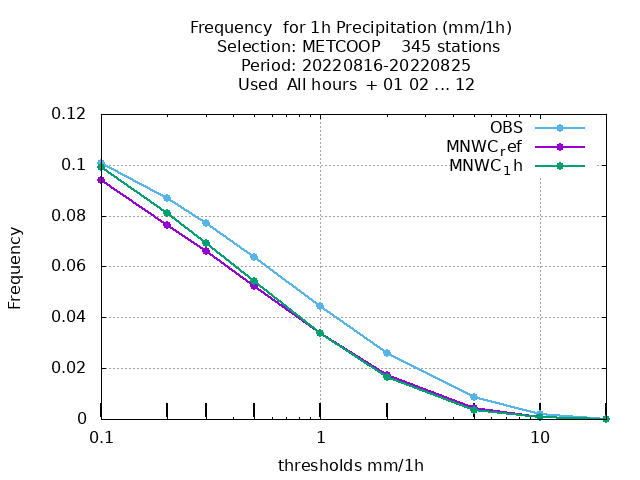 Frequency  for 1h Precipitation (mm/1h)
Selection: METCOOP    345 stations
Period: 20220816-20220825
Used  All hours  + 01 02 ... 12
0.12
0.1
0.08
0.06
0.04
0.02
0
Frequency
OBS
MNWCref
MNWC1h
0.1
1
10
thresholds mm/1h